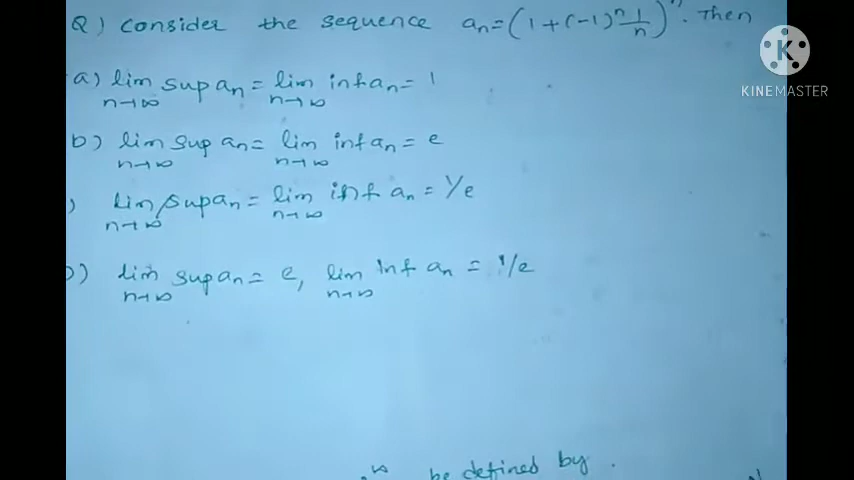 Q) Consider the sequence aₙ = (1 + (-1)ⁿ 1/n)ⁿ. Then
KINEMASTER
a) lim n→∞ sup aₙ = lim n→∞ inf aₙ = 1
b) lim n→∞ sup aₙ = lim n→∞ inf aₙ = e
) lim n→∞ sup aₙ = lim n→∞ inf aₙ = 1/e
D) lim n→∞ sup aₙ = e, lim n→∞ inf aₙ = 1/e
be defined by.